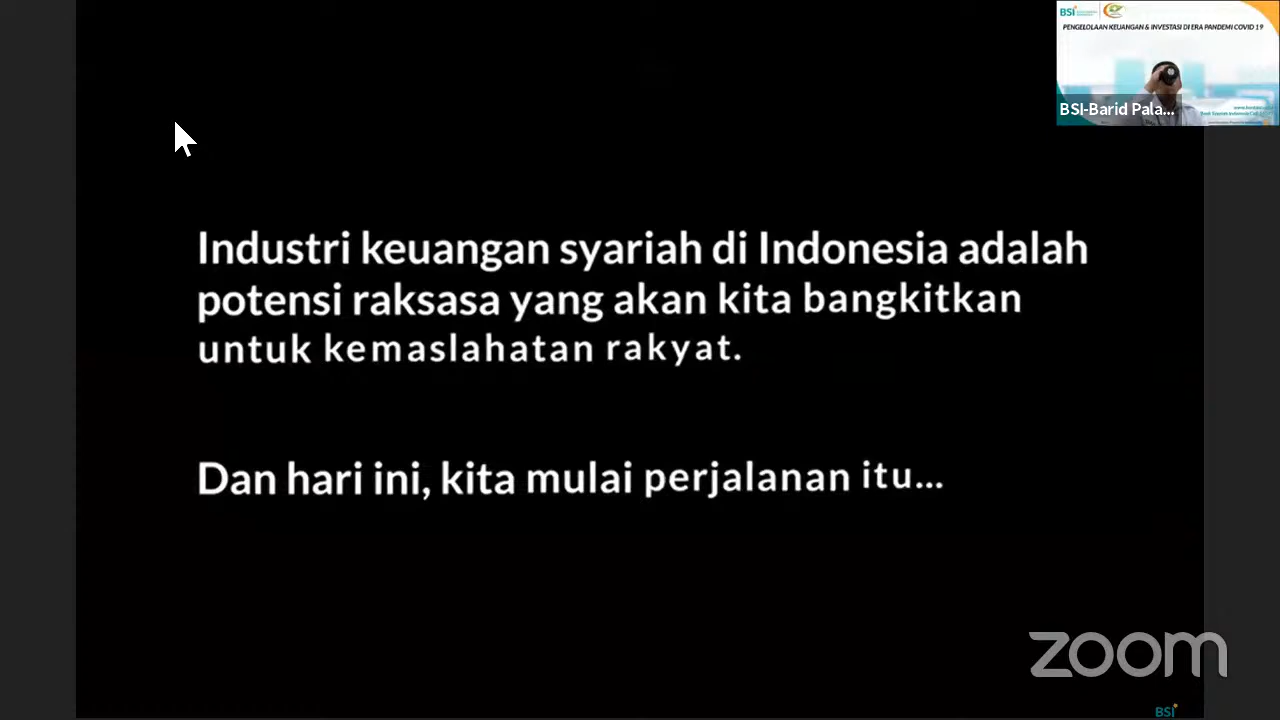 BSI
PENGELOLAAN KEUANGAN & INVESTASI DI ERA PANDEMI COVID 19
BSI-Barid Pala...
Industri keuangan syariah di Indonesia adalah
potensi raksasa yang akan kita bangkitkan
untuk kemaslahatan rakyat.
Dan hari ini, kita mulai perjalanan itu...
zoom
BSI